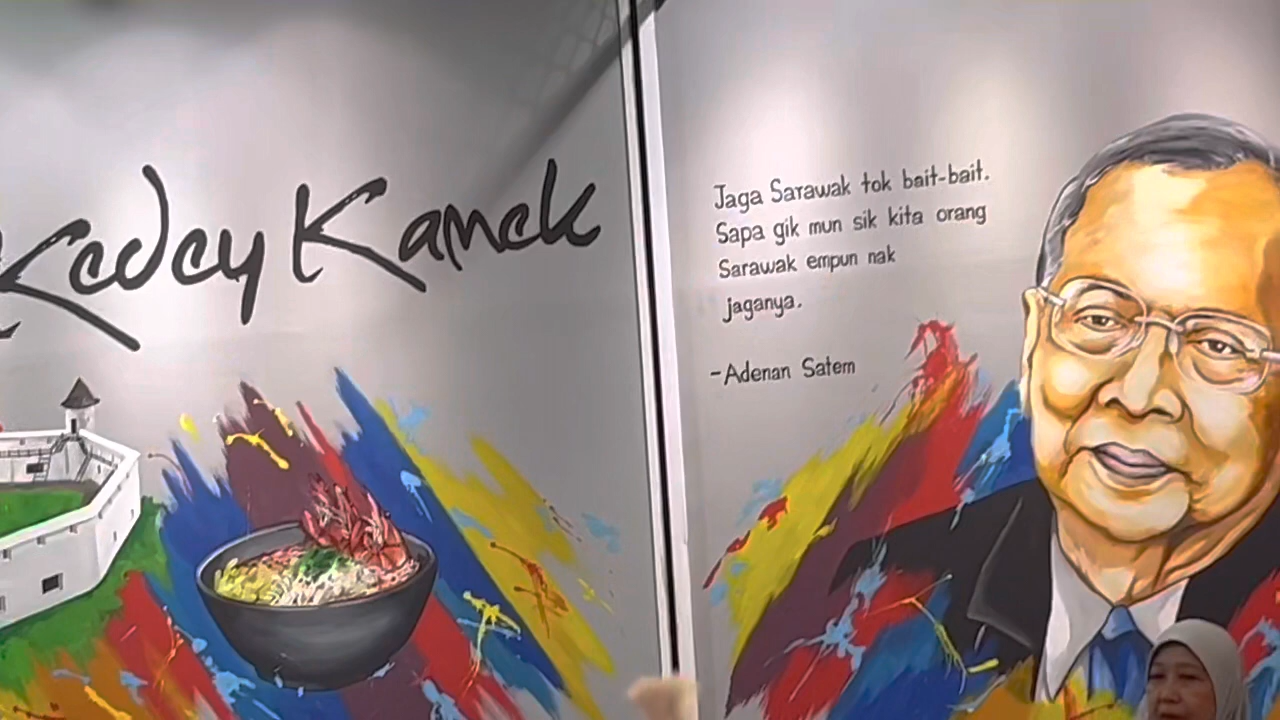 Kedey Kamek
Jaga Sarawak tok bait-bait.
Sapa gik mun sik kita orang
Sarawak empun nak
jaganya.
-Adenan Satem